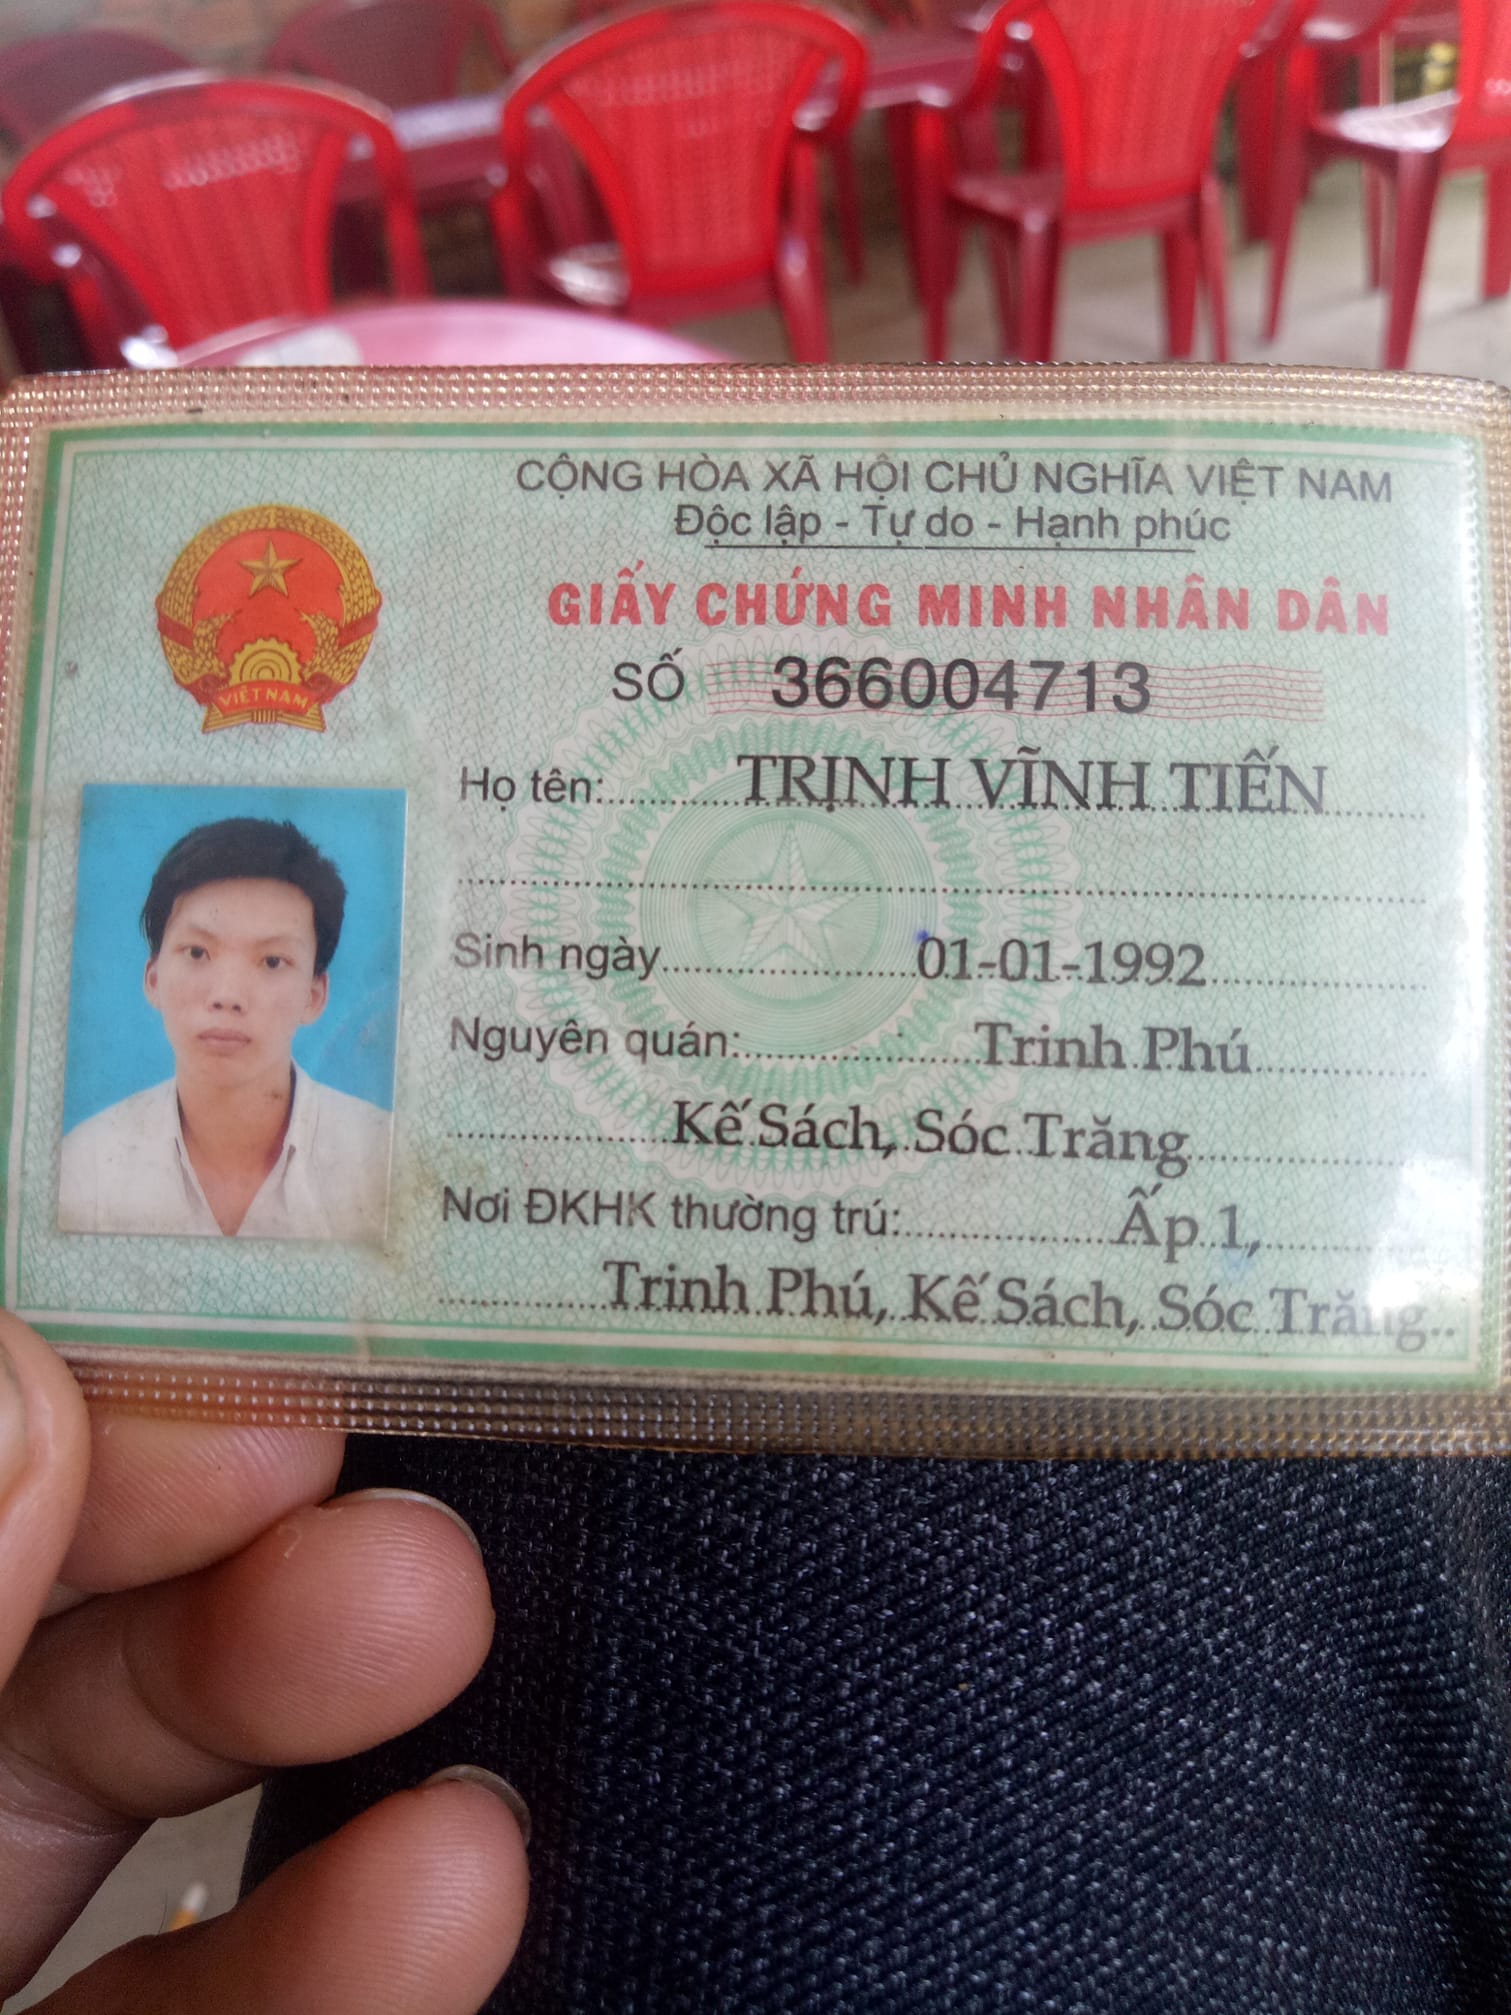 CỘNG HÒA XÃ HỘI CHỦ NGHĨA VIỆT NAM
Độc lập - Tự do - Hạnh phúc
GIẤY CHỨNG MINH NHÂN DÂN
SỐ 366004713
VIỆT NAM
Họ tên: TRỊNH VĨNH TIẾN
Sinh ngày 01-01-1992
Nguyên quán: Trinh Phú
Kế Sách, Sóc Trăng
Nơi ĐKHK thường trú: Ấp 1,
Trinh Phú, Kế Sách, Sóc Trăng